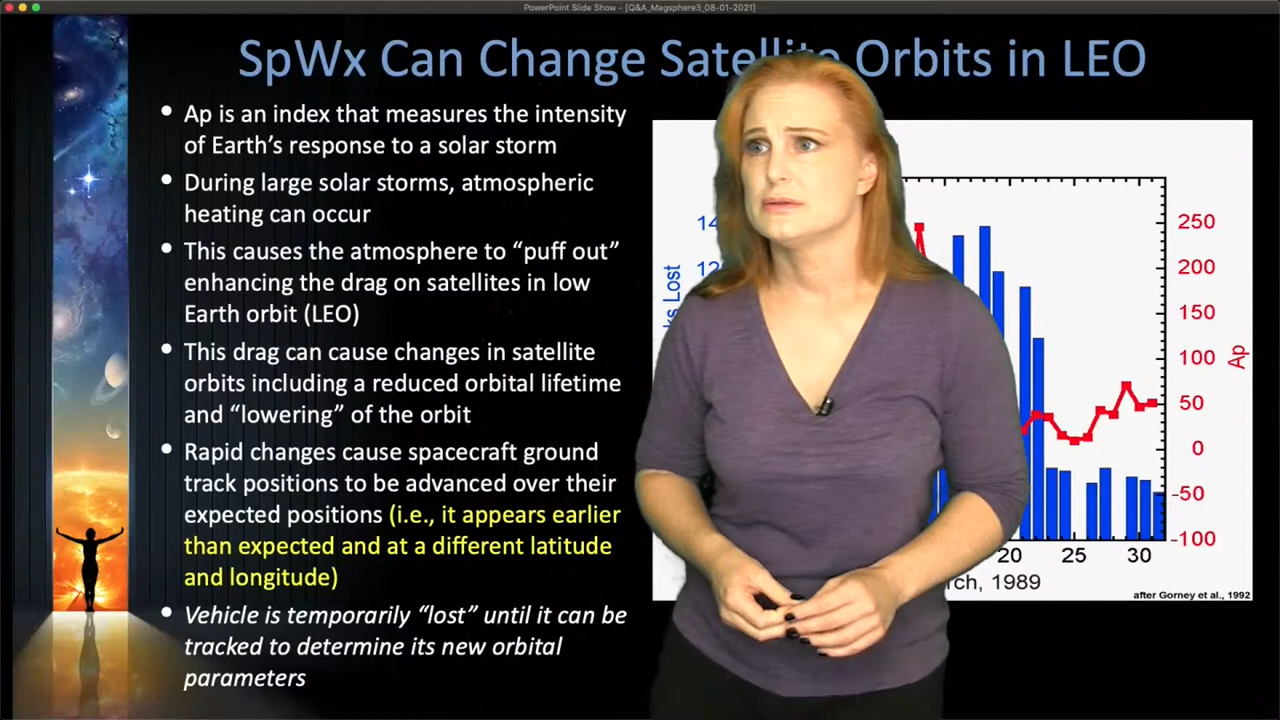 PowerPoint Slide Show - [Q&A_Magsphere3_08-01-2021]
SpWx Can Change Satellite Orbits in LEO
• Ap is an index that measures the intensity
of Earth's response to a solar storm
• During large solar storms, atmospheric
heating can occur
• This causes the atmosphere to “puff out”
enhancing the drag on satellites in low
Earth orbit (LEO)
• This drag can cause changes in satellite
orbits including a reduced orbital lifetime
and “lowering” of the orbit
• Rapid changes cause spacecraft ground
track positions to be advanced over their
expected positions (i.e., it appears earlier
than expected and at a different latitude
and longitude)
• Vehicle is temporarily “lost” until it can be
tracked to determine its new orbital
parameters
Lost
250
200
150
100
50
0
-50
-100
Ap
20 25 30
1989
after Gorney et al., 1992